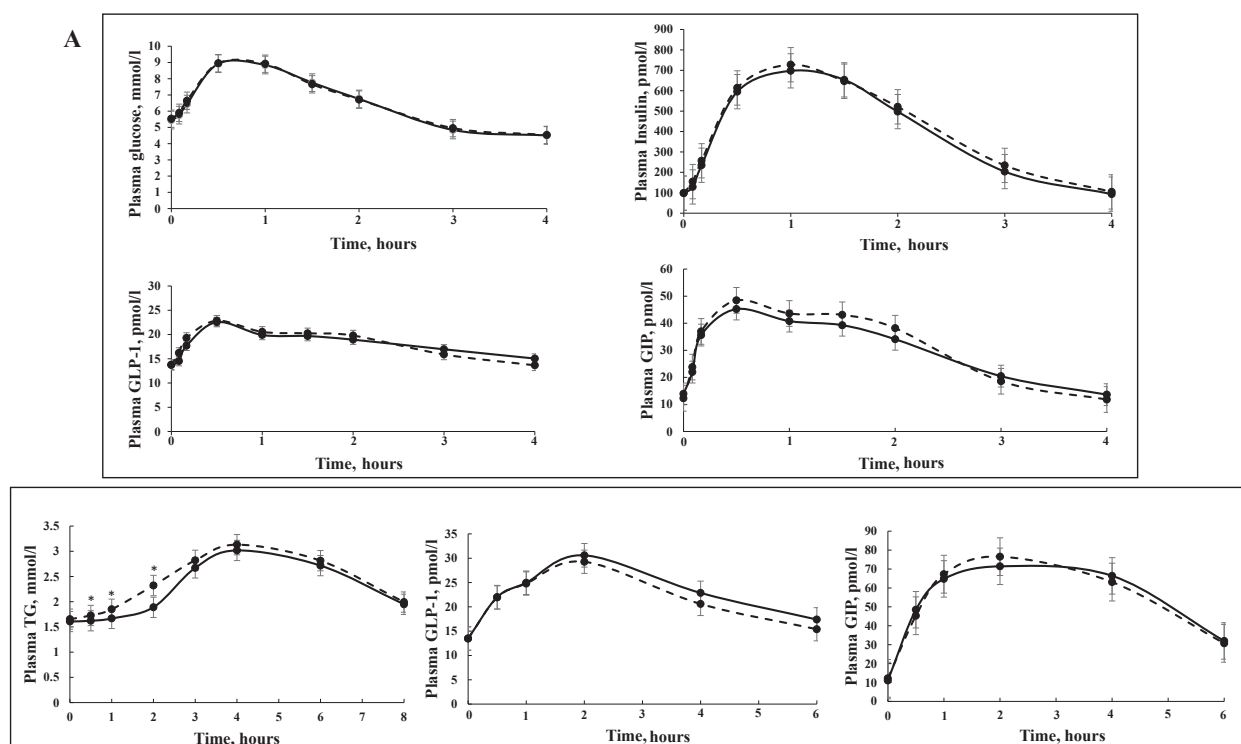 A
Plasma glucose, mmol/l
10
9
8
7
6
5
4
3
2
1
0
0 1 2 3 4
Time, hours
Plasma Insulin, pmol/l
900
800
700
600
500
400
300
200
100
0
0 1 2 3 4
Time, hours
Plasma GLP-1, pmol/l
30
25
20
15
10
5
0
0 1 2 3 4
Time, hours
Plasma GIP, pmol/l
60
50
40
30
20
10
0
0 1 2 3 4
Time, hours
Plasma TG, mmol/l
3.5
3
2.5
2
1.5
1
0.5
0
* * *
0 1 2 3 4 6 8
Time, hours
Plasma GLP-1, pmol/l
35
30
25
20
15
10
5
0
0 1 2 4 6
Time, hours
Plasma GIP, pmol/l
90
80
70
60
50
40
30
20
10
0
0 1 2 4 6
Time, hours